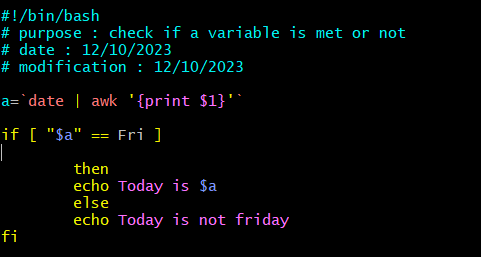 #!/bin/bash
# purpose : check if a variable is met or not
# date : 12/10/2023
# modification : 12/10/2023
a=`date | awk '{print $1}'`
if [ "$a" == Fri ]
then
echo Today is $a
else
echo Today is not friday
fi